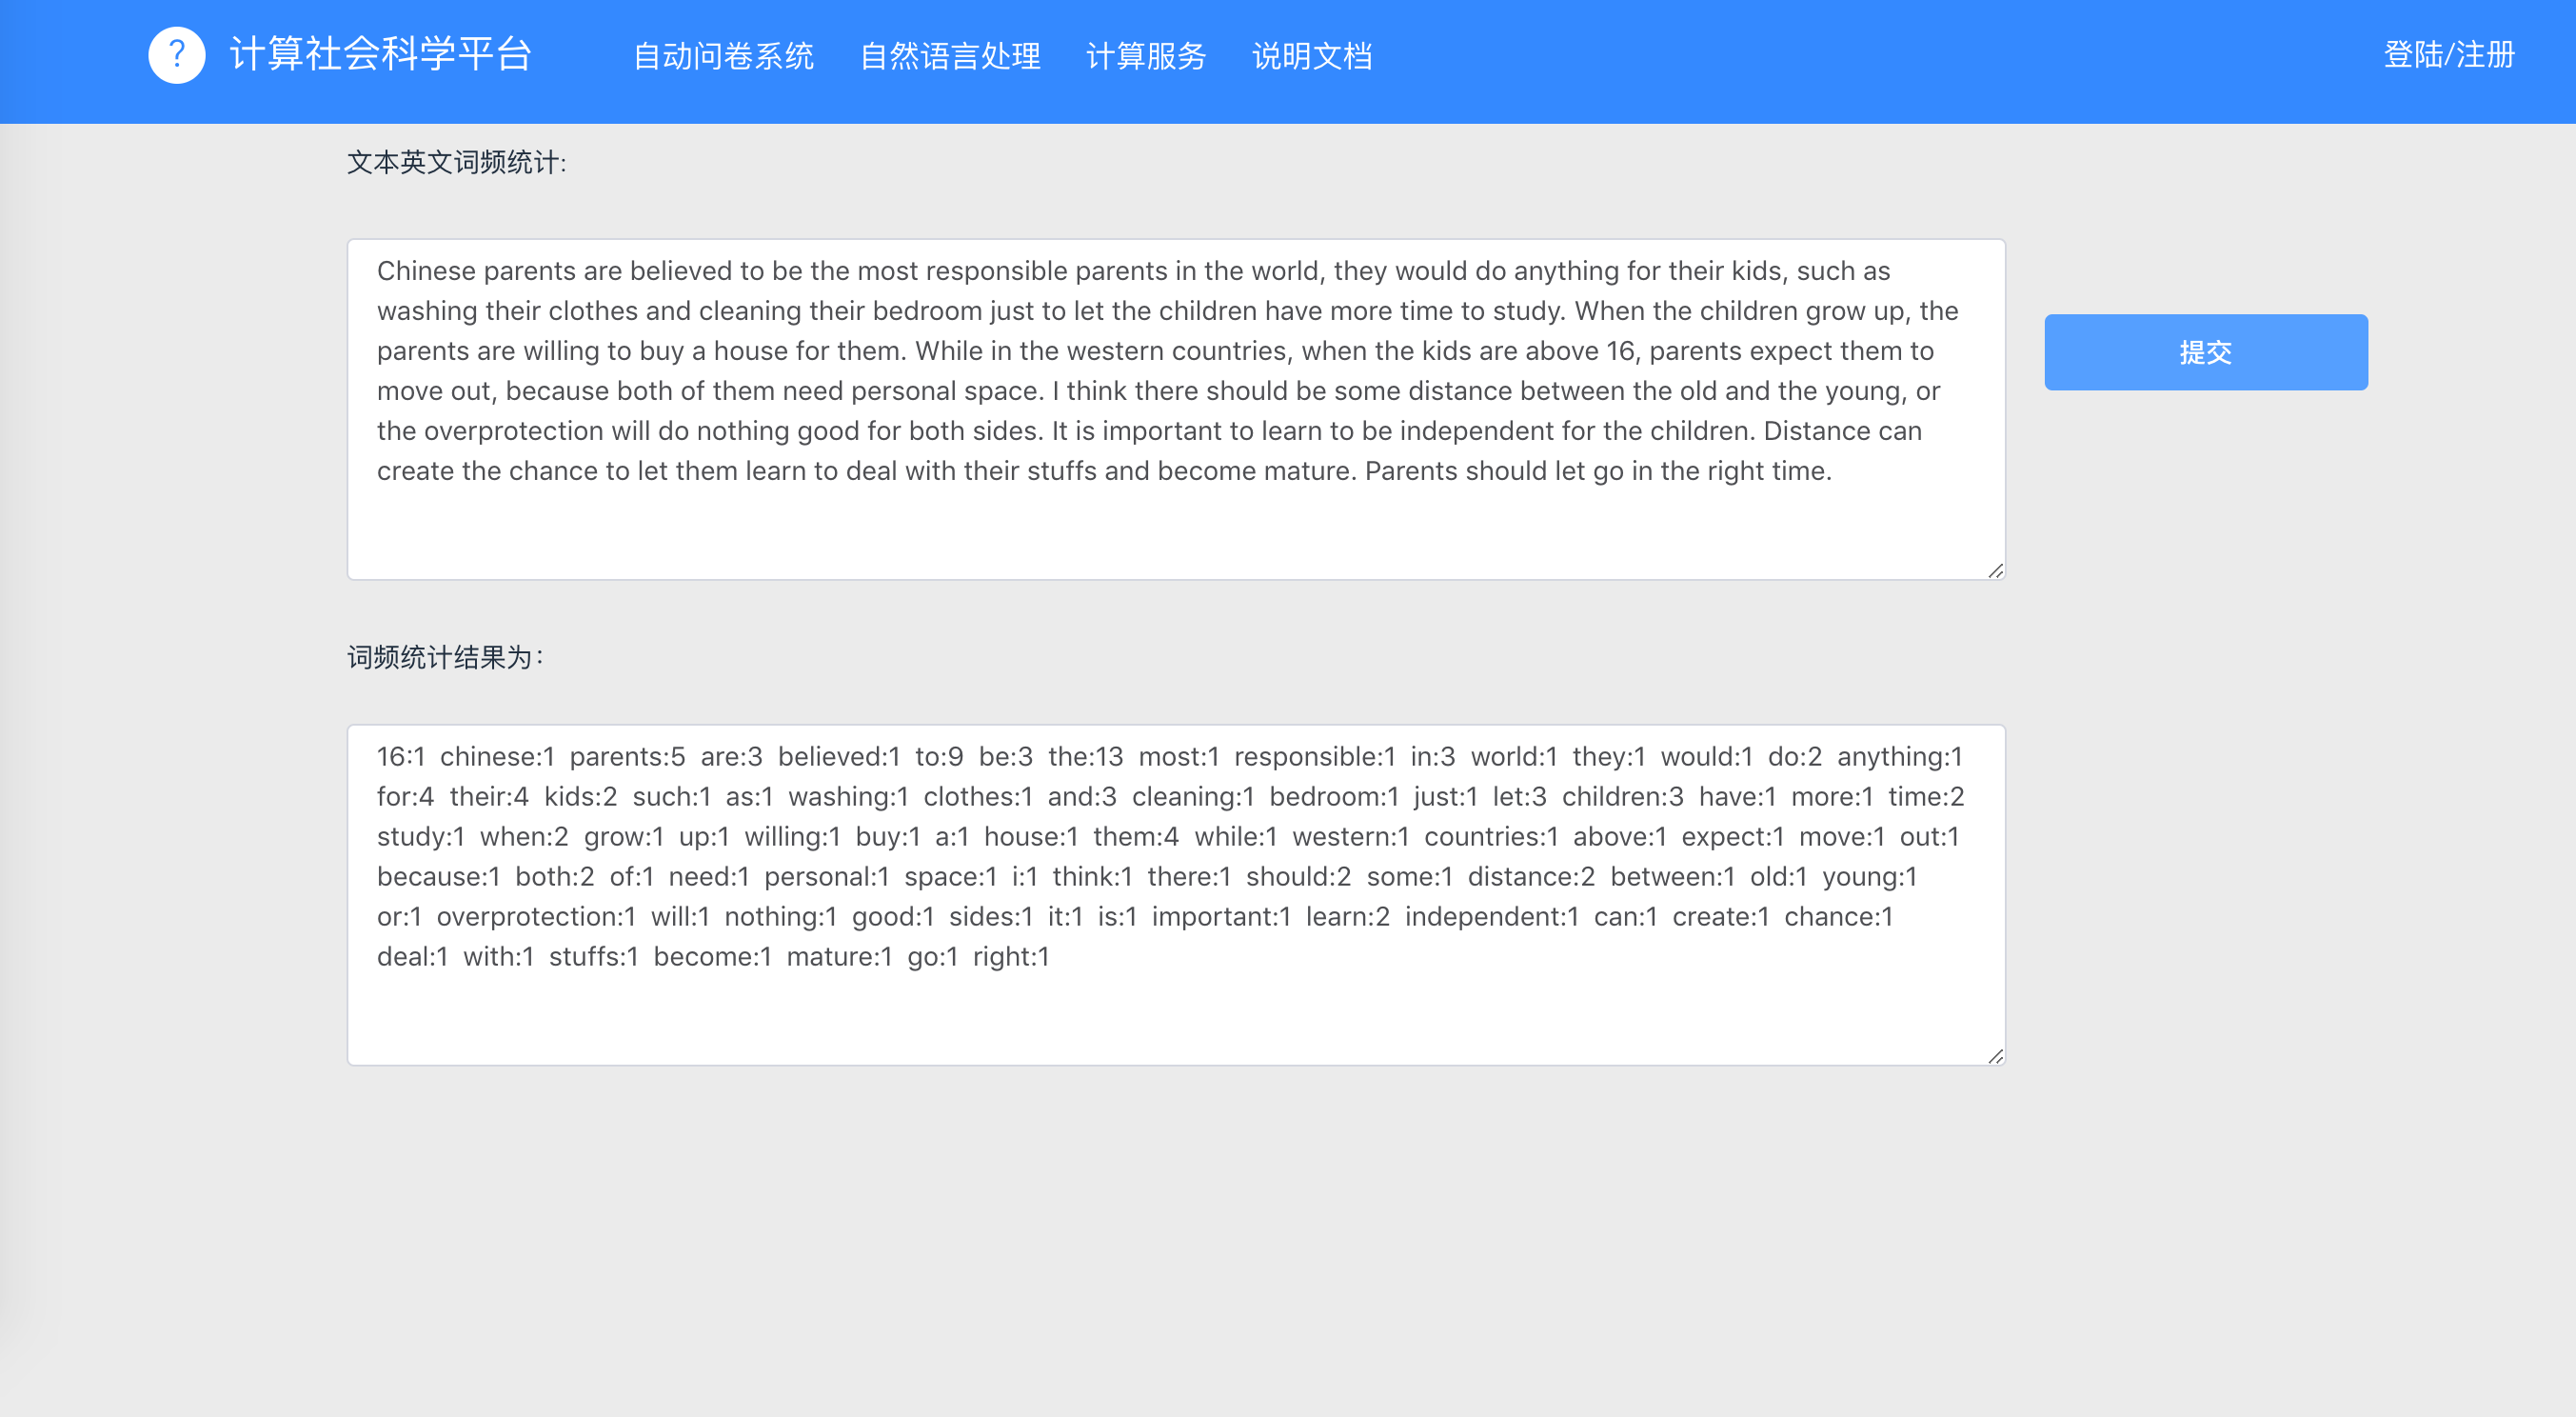 ? 计算社会科学平台 自动问卷系统 自然语言处理 计算服务 说明文档 登陆/注册
文本英文词频统计:
Chinese parents are believed to be the most responsible parents in the world, they would do anything for their kids, such as
washing their clothes and cleaning their bedroom just to let the children have more time to study. When the children grow up, the
parents are willing to buy a house for them. While in the western countries, when the kids are above 16, parents expect them to
move out, because both of them need personal space. I think there should be some distance between the old and the young, or
the overprotection will do nothing good for both sides. It is important to learn to be independent for the children. Distance can
create the chance to let them learn to deal with their stuffs and become mature. Parents should let go in the right time.
提交
词频统计结果为：
16:1 chinese:1 parents:5 are:3 believed:1 to:9 be:3 the:13 most:1 responsible:1 in:3 world:1 they:1 would:1 do:2 anything:1
for:4 their:4 kids:2 such:1 as:1 washing:1 clothes:1 and:3 cleaning:1 bedroom:1 just:1 let:3 children:3 have:1 more:1 time:2
study:1 when:2 grow:1 up:1 willing:1 buy:1 a:1 house:1 them:4 while:1 western:1 countries:1 above:1 expect:1 move:1 out:1
because:1 both:2 of:1 need:1 personal:1 space:1 i:1 think:1 there:1 should:2 some:1 distance:2 between:1 old:1 young:1
or:1 overprotection:1 will:1 nothing:1 good:1 sides:1 it:1 is:1 important:1 learn:2 independent:1 can:1 create:1 chance:1
deal:1 with:1 stuffs:1 become:1 mature:1 go:1 right:1